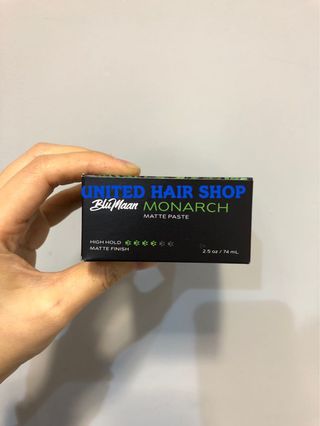 UNITED HAIR SHOP
BluMaan MONARCH
MATTE PASTE
HIGH HOLD
MATTE FINISH
2.5 oz / 74 mL